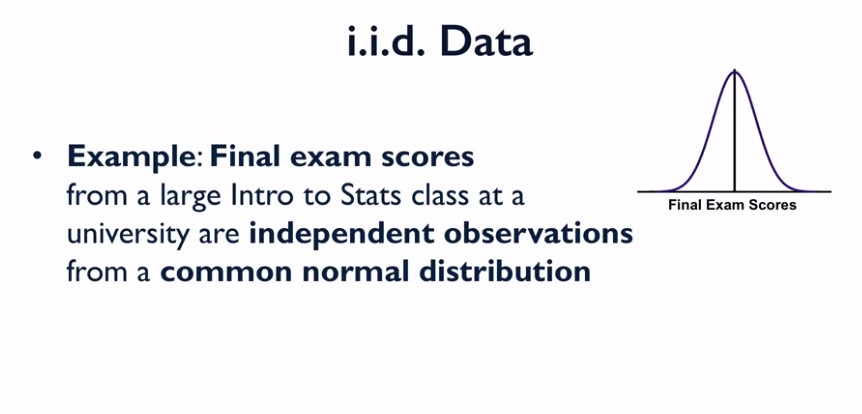 i.i.d. Data
• Example: Final exam scores
from a large Intro to Stats class at a
university are independent observations
from a common normal distribution
Final Exam Scores